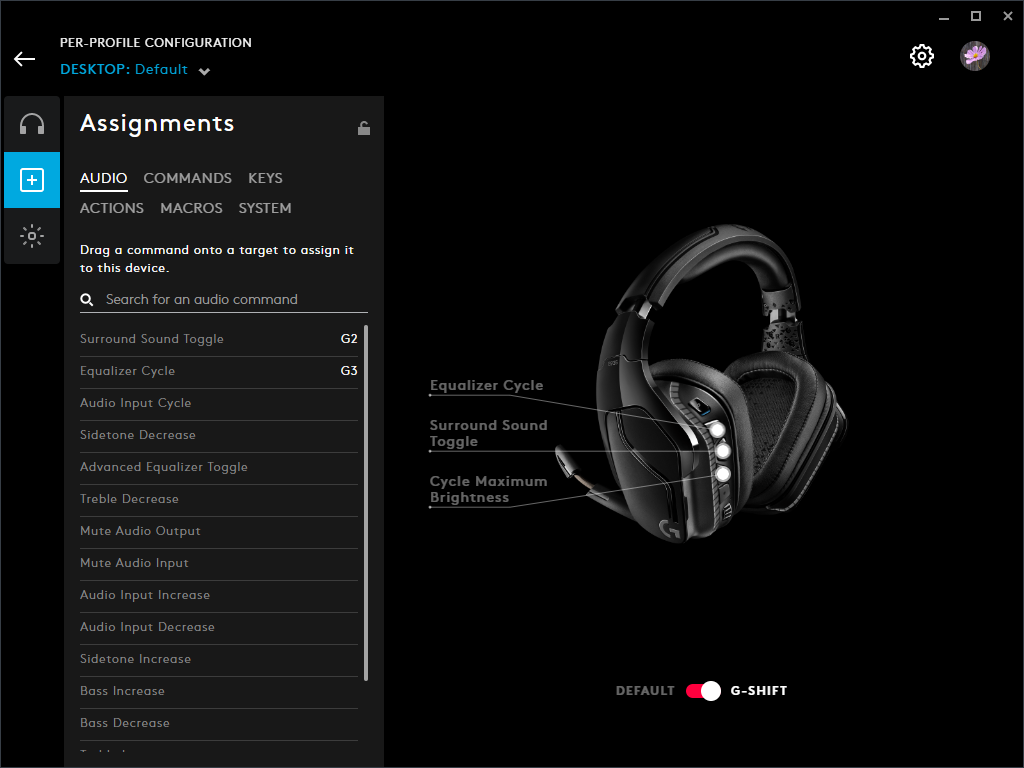 PER-PROFILE CONFIGURATION
DESKTOP: Default
Assignments
AUDIO COMMANDS KEYS
ACTIONS MACROS SYSTEM
Drag a command onto a target to assign it
to this device.
Search for an audio command
Surround Sound Toggle G2
Equalizer Cycle G3
Audio Input Cycle
Sidetone Decrease
Advanced Equalizer Toggle
Treble Decrease
Mute Audio Output
Mute Audio Input
Audio Input Increase
Audio Input Decrease
Sidetone Increase
Bass Increase
Bass Decrease
Equalizer Cycle
Surround Sound
Toggle
Cycle Maximum
Brightness
DEFAULT G-SHIFT